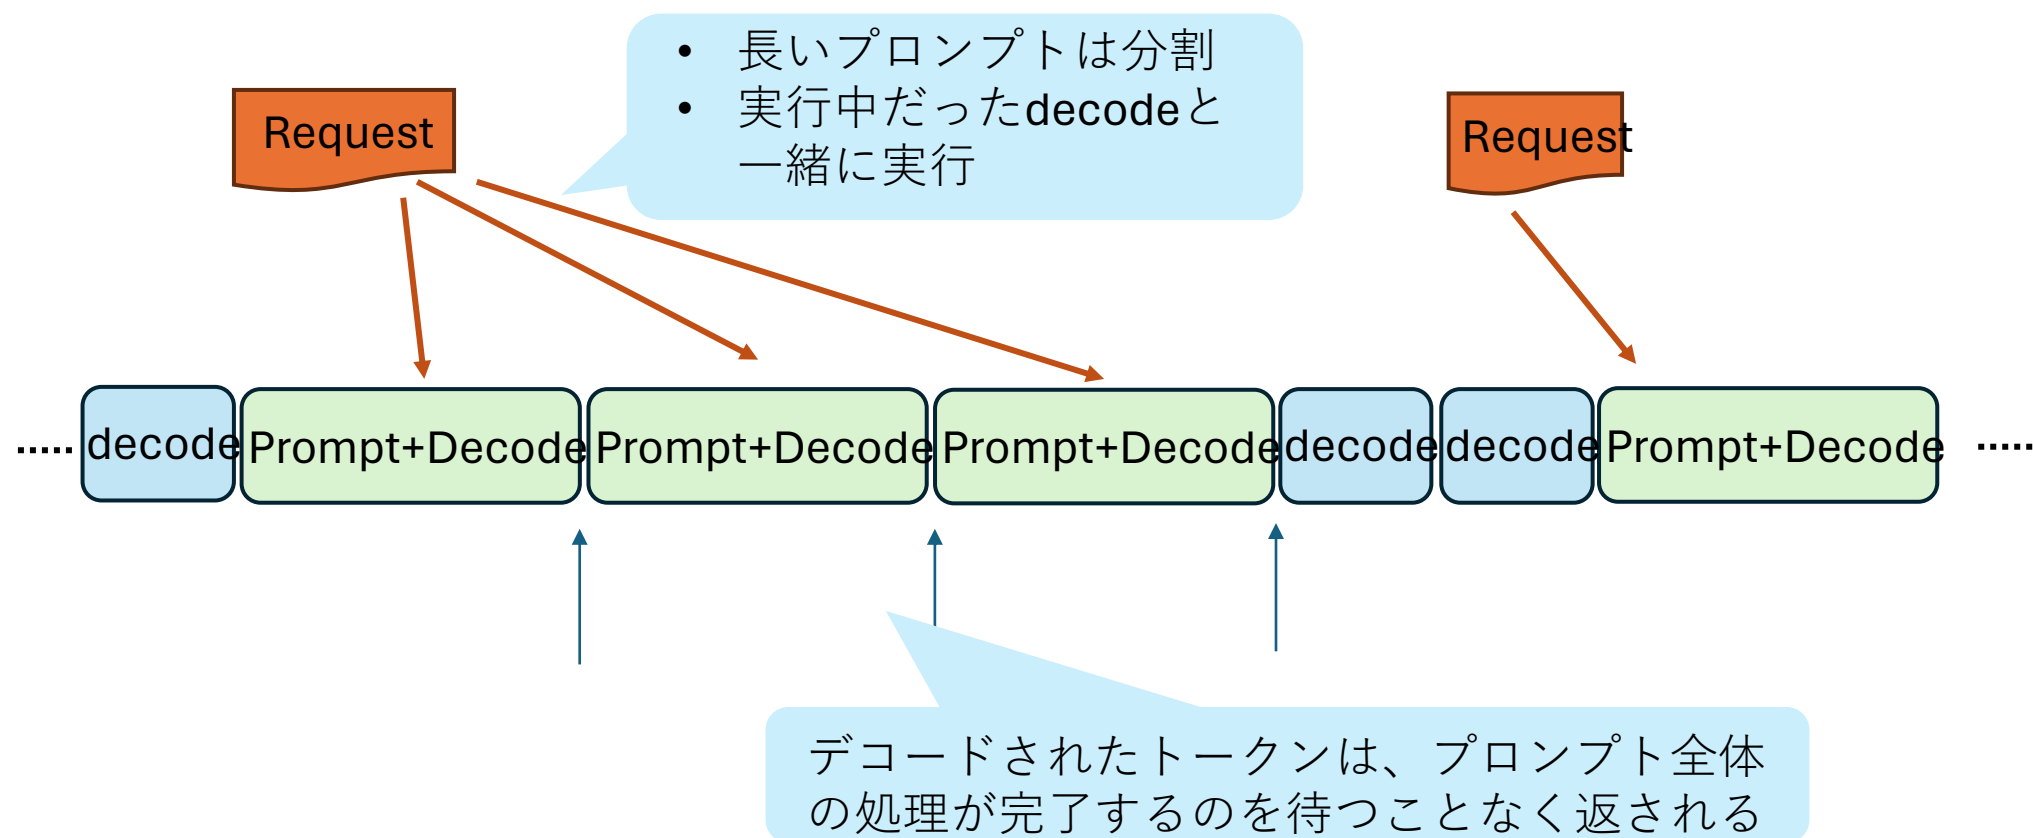 • 長いプロンプトは分割
• 実行中だったdecodeと
一緒に実行
Request
Request
..... decode Prompt+Decode Prompt+Decode Prompt+Decode decode decode Prompt+Decode .....
デコードされたトークンは、プロンプト全体
の処理が完了するのを待つことなく返される